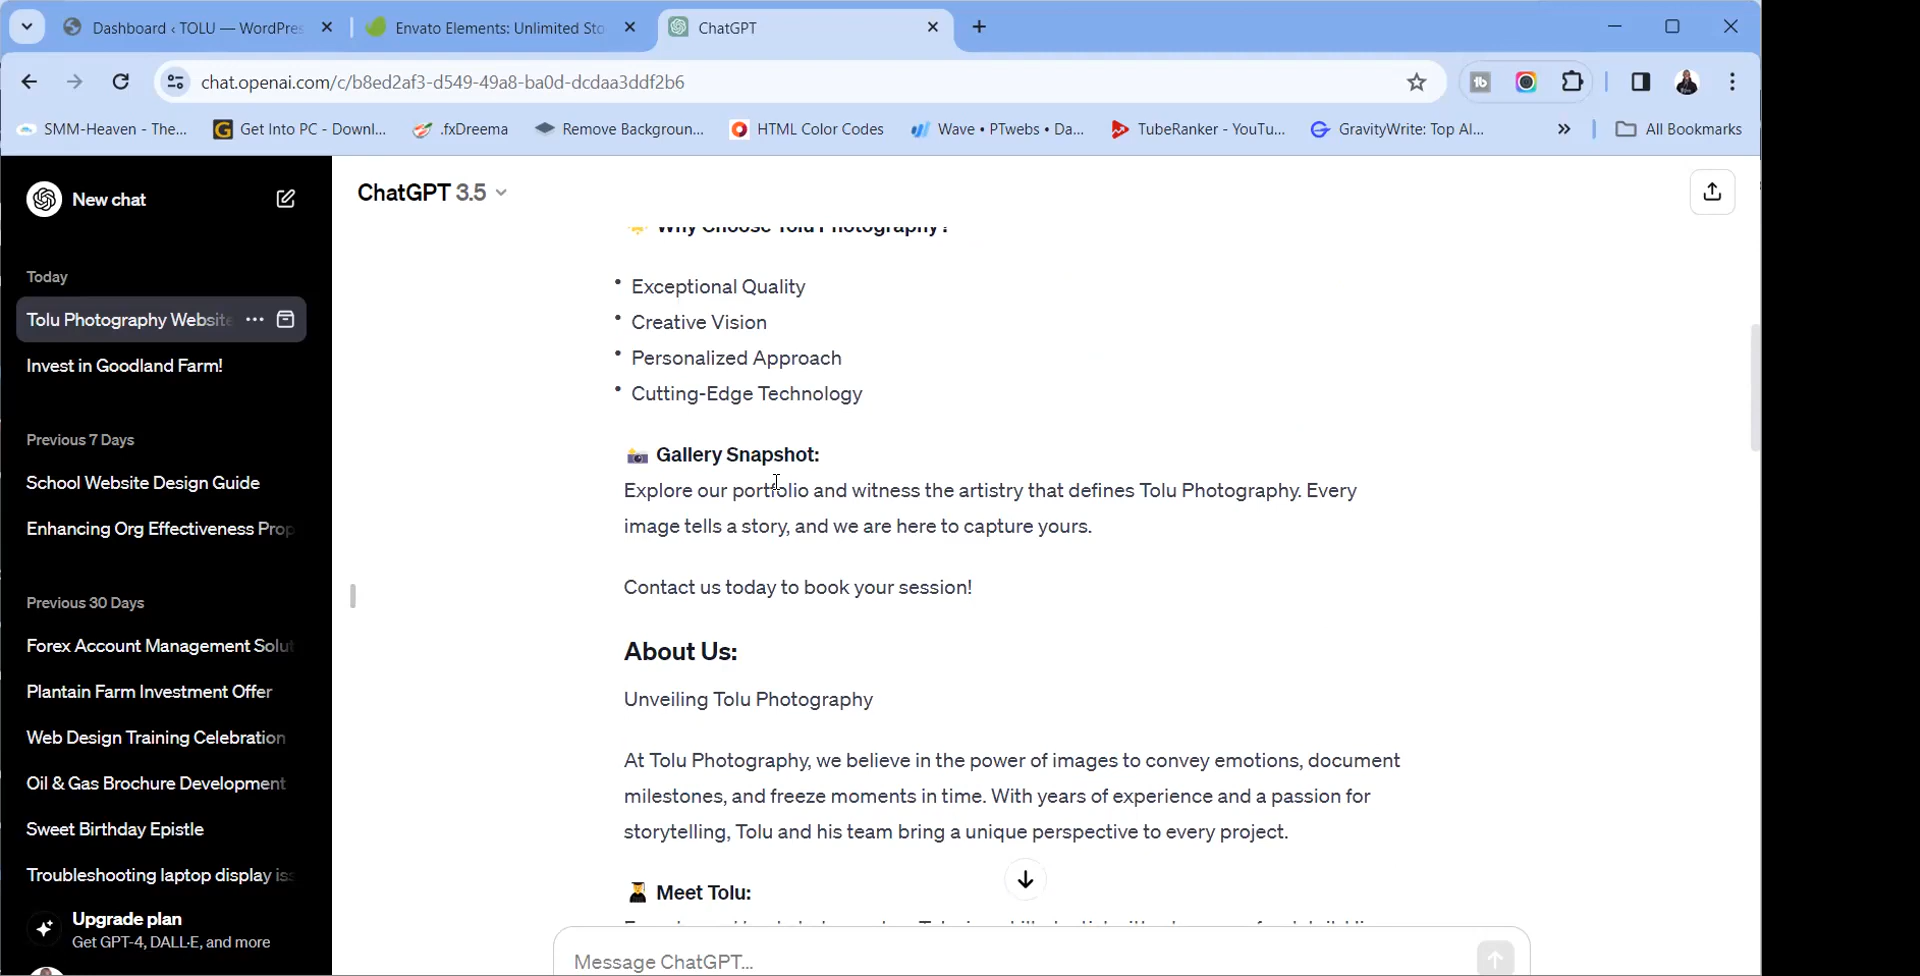 Dashboard ‹ TOLU — WordPres
Envato Elements: Unlimited Sto
ChatGPT
chat.openai.com/c/b8ed2af3-d549-49a8-ba0d-dcdaa3ddf2b6
SMM-Heaven - The...
Get Into PC - Downl...
.fxDreema
Remove Backgroun...
HTML Color Codes
Wave • PTwebs • Da...
TubeRanker - YouTu...
GravityWrite: Top AI...
All Bookmarks
New chat
Today
Tolu Photography Website
Invest in Goodland Farm!
Previous 7 Days
School Website Design Guide
Enhancing Org Effectiveness Prop
Previous 30 Days
Forex Account Management Solut
Plantain Farm Investment Offer
Web Design Training Celebration
Oil & Gas Brochure Development
Sweet Birthday Epistle
Troubleshooting laptop display iss
Upgrade plan
Get GPT-4, DALL·E, and more
ChatGPT 3.5
Why Choose Tolu Photography?
• Exceptional Quality
• Creative Vision
• Personalized Approach
• Cutting-Edge Technology
📸 Gallery Snapshot:
Explore our portfolio and witness the artistry that defines Tolu Photography. Every
image tells a story, and we are here to capture yours.
Contact us today to book your session!
About Us:
Unveiling Tolu Photography
At Tolu Photography, we believe in the power of images to convey emotions, document
milestones, and freeze moments in time. With years of experience and a passion for
storytelling, Tolu and his team bring a unique perspective to every project.
👨‍🎓 Meet Tolu:
Message ChatGPT...